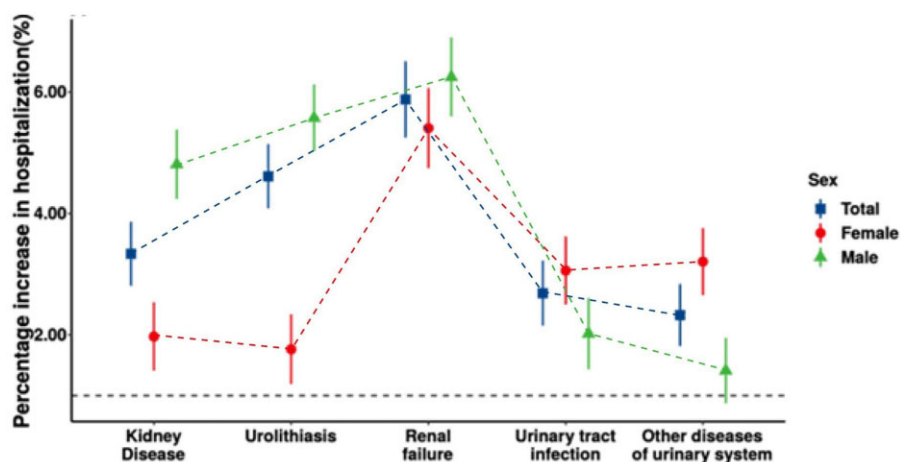 Percentage increase in hospitalization(%)
6.00
4.00
2.00
Kidney
Disease
Urolithiasis
Renal
failure
Urinary tract
infection
Other diseases
of urinary system
Sex
Total
Female
Male